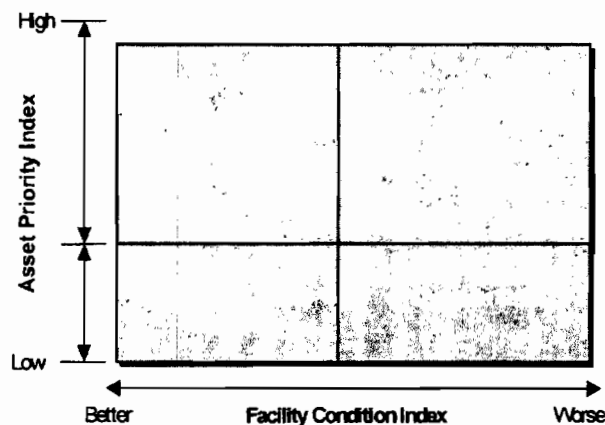 High
Asset Priority Index
Low
Better Facility Condition Index Worse